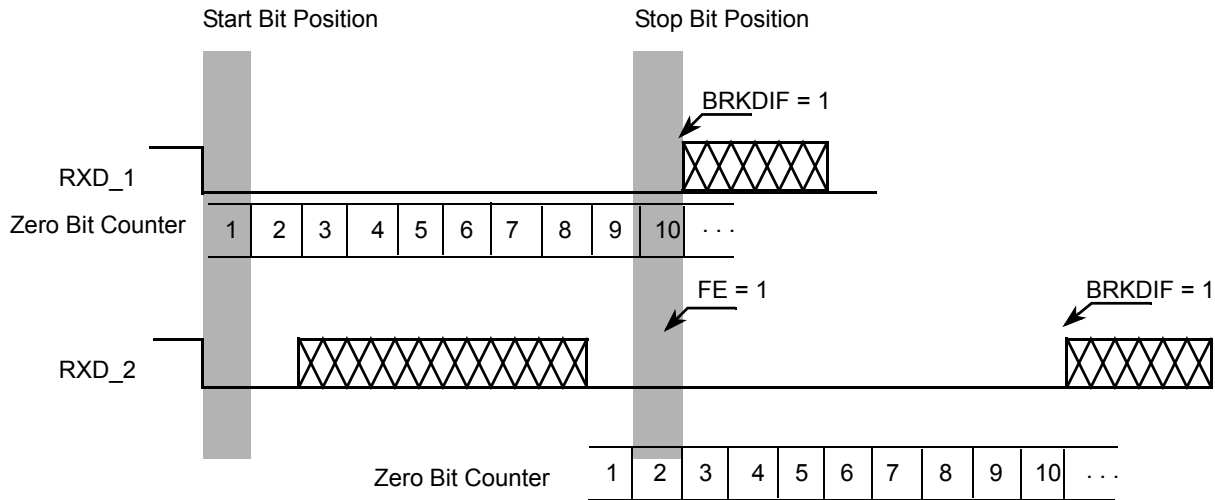 Start Bit Position Stop Bit Position
BRKDIF = 1
RXD_1
Zero Bit Counter 1 2 3 4 5 6 7 8 9 10 . . .
FE = 1 BRKDIF = 1
RXD_2
Zero Bit Counter 1 2 3 4 5 6 7 8 9 10 . . .